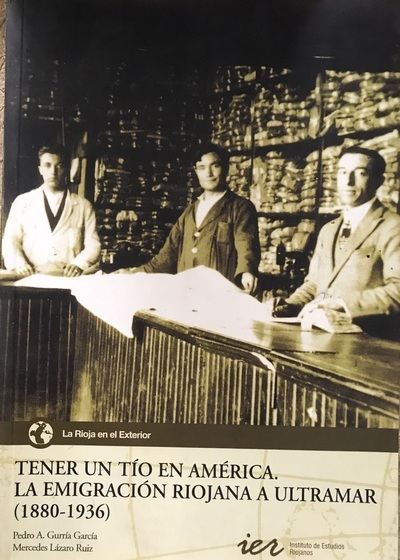 La Rioja en el Exterior
TENER UN TÍO EN AMÉRICA.
LA EMIGRACIÓN RIOJANA A ULTRAMAR
(1880-1936)
Pedro A. Gurría García
Mercedes Lázaro Ruiz
ier
Instituto de Estudios
Riojanos